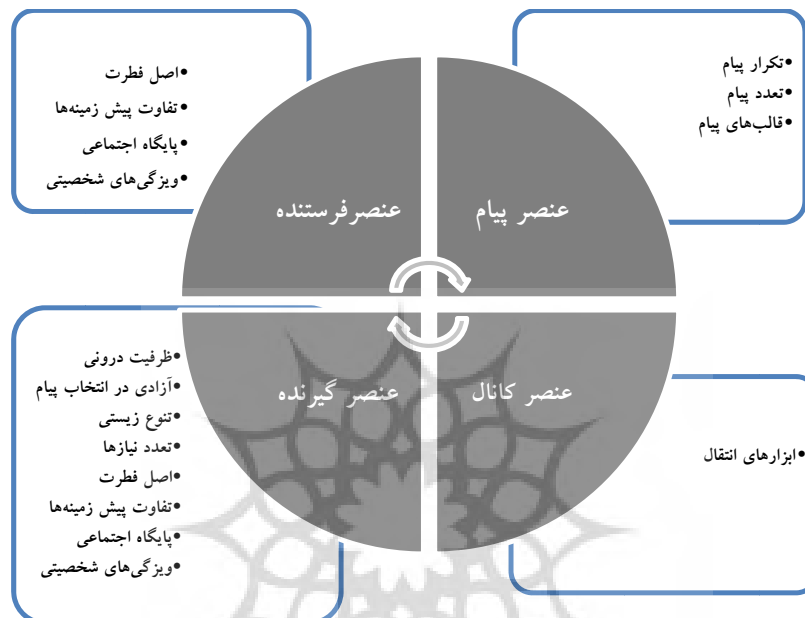 •تکرار پیام
•تعدد پیام
•قالب‌های پیام
•اصل فطرت
•تفاوت پیش زمینه‌ها
•پایگاه اجتماعی
•ویزگی‌های شخصیتی
عنصر پیام
عنصرفرستنده
عنصر کانال
عنصر گیرنده
•ابزارهای انتقال
•ظرفیت درونی
•آزادی در انتخاب پیام
•تنوع زیستی
•تعدد نیازها
•اصل فطرت
•تفاوت پیش زمینه‌ها
•پایگاه اجتماعی
•ویزگی‌های شخصیتی